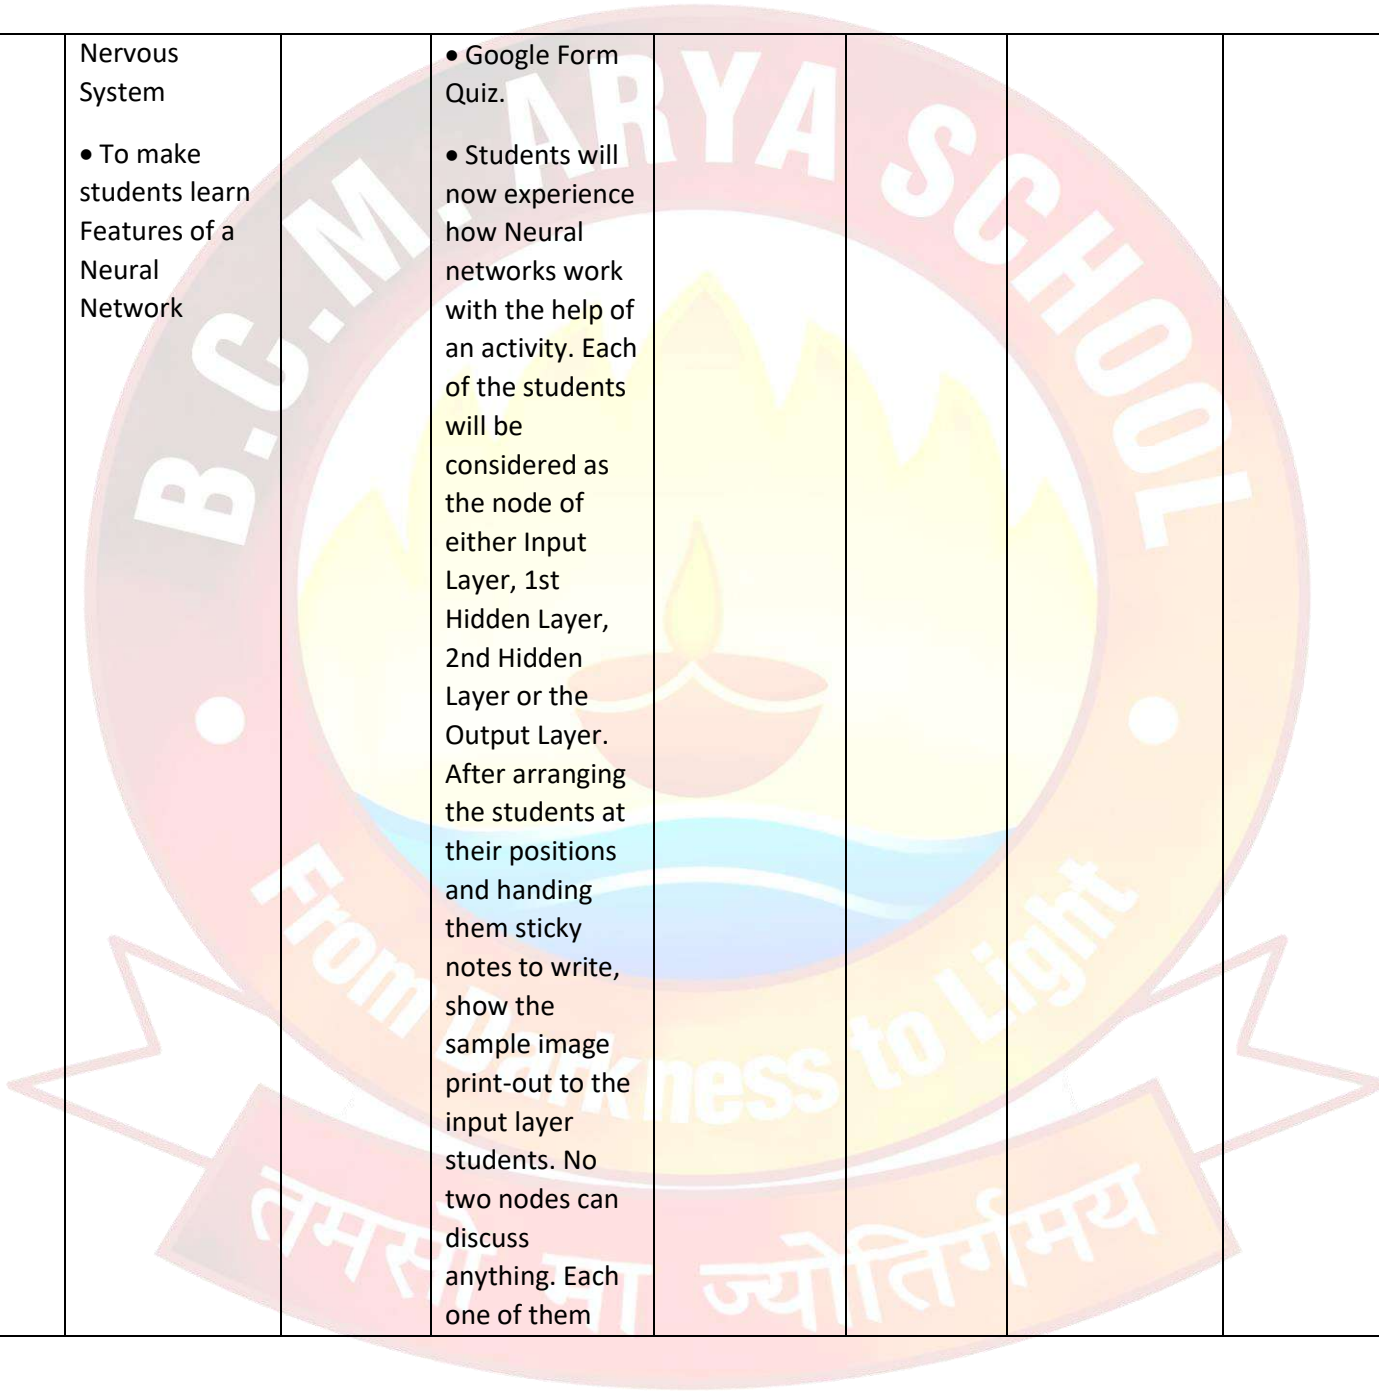 Nervous
System
• To make
students learn
Features of a
Neural
Network
• Google Form
Quiz.
• Students will
now experience
how Neural
networks work
with the help of
an activity. Each
of the students
will be
considered as
the node of
either Input
Layer, 1st
Hidden Layer,
2nd Hidden
Layer or the
Output Layer.
After arranging
the students at
their positions
and handing
them sticky
notes to write,
show the
sample image
print-out to the
input layer
students. No
two nodes can
discuss
anything. Each
one of them
B.C.M. ARYA SCHOOL
From Darkness to Light
तमसो मा ज्योतिर्गमय